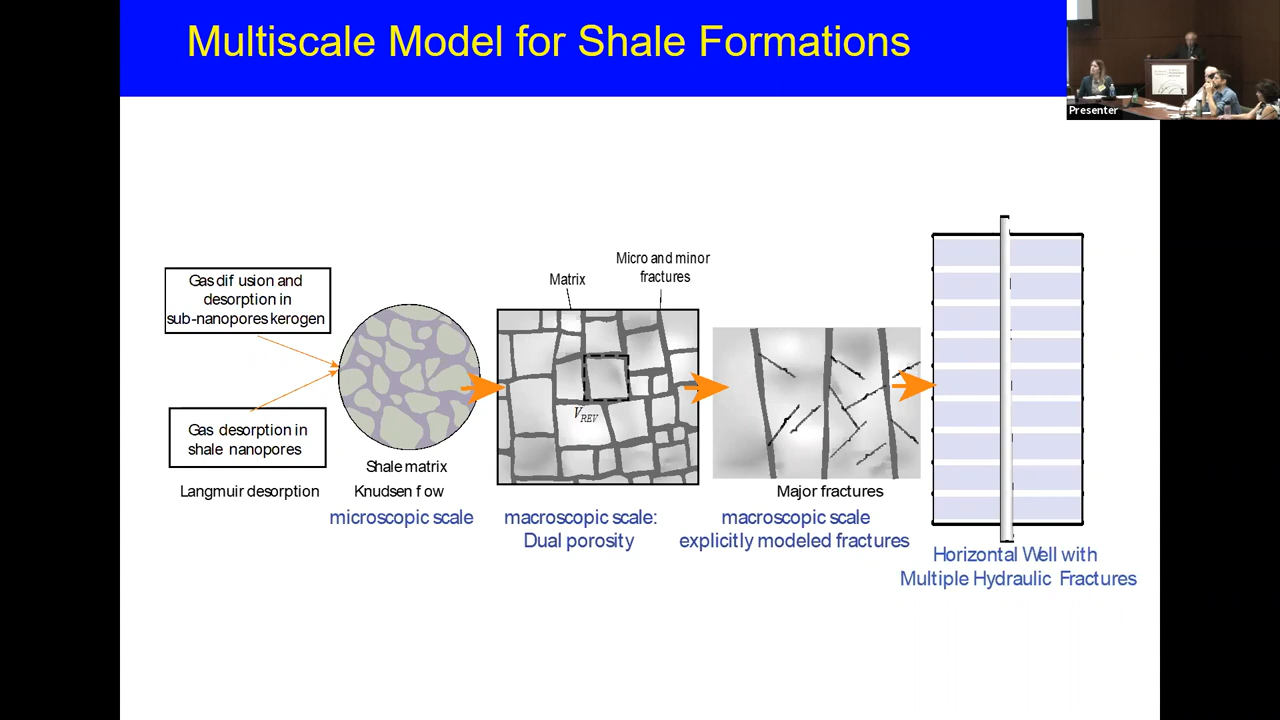 Multiscale Model for Shale Formations
Presenter
Gas dif usion and
desorption in
sub-nanopores kerogen
Gas desorption in
shale nanopores
Langmuir desorption
Shale matrix
Knudsen f ow
microscopic scale
Matrix
Micro and minor
fractures
VREV
macroscopic scale:
Dual porosity
Major fractures
macroscopic scale
explicitly modeled fractures
Horizontal Well with
Multiple Hydraulic Fractures